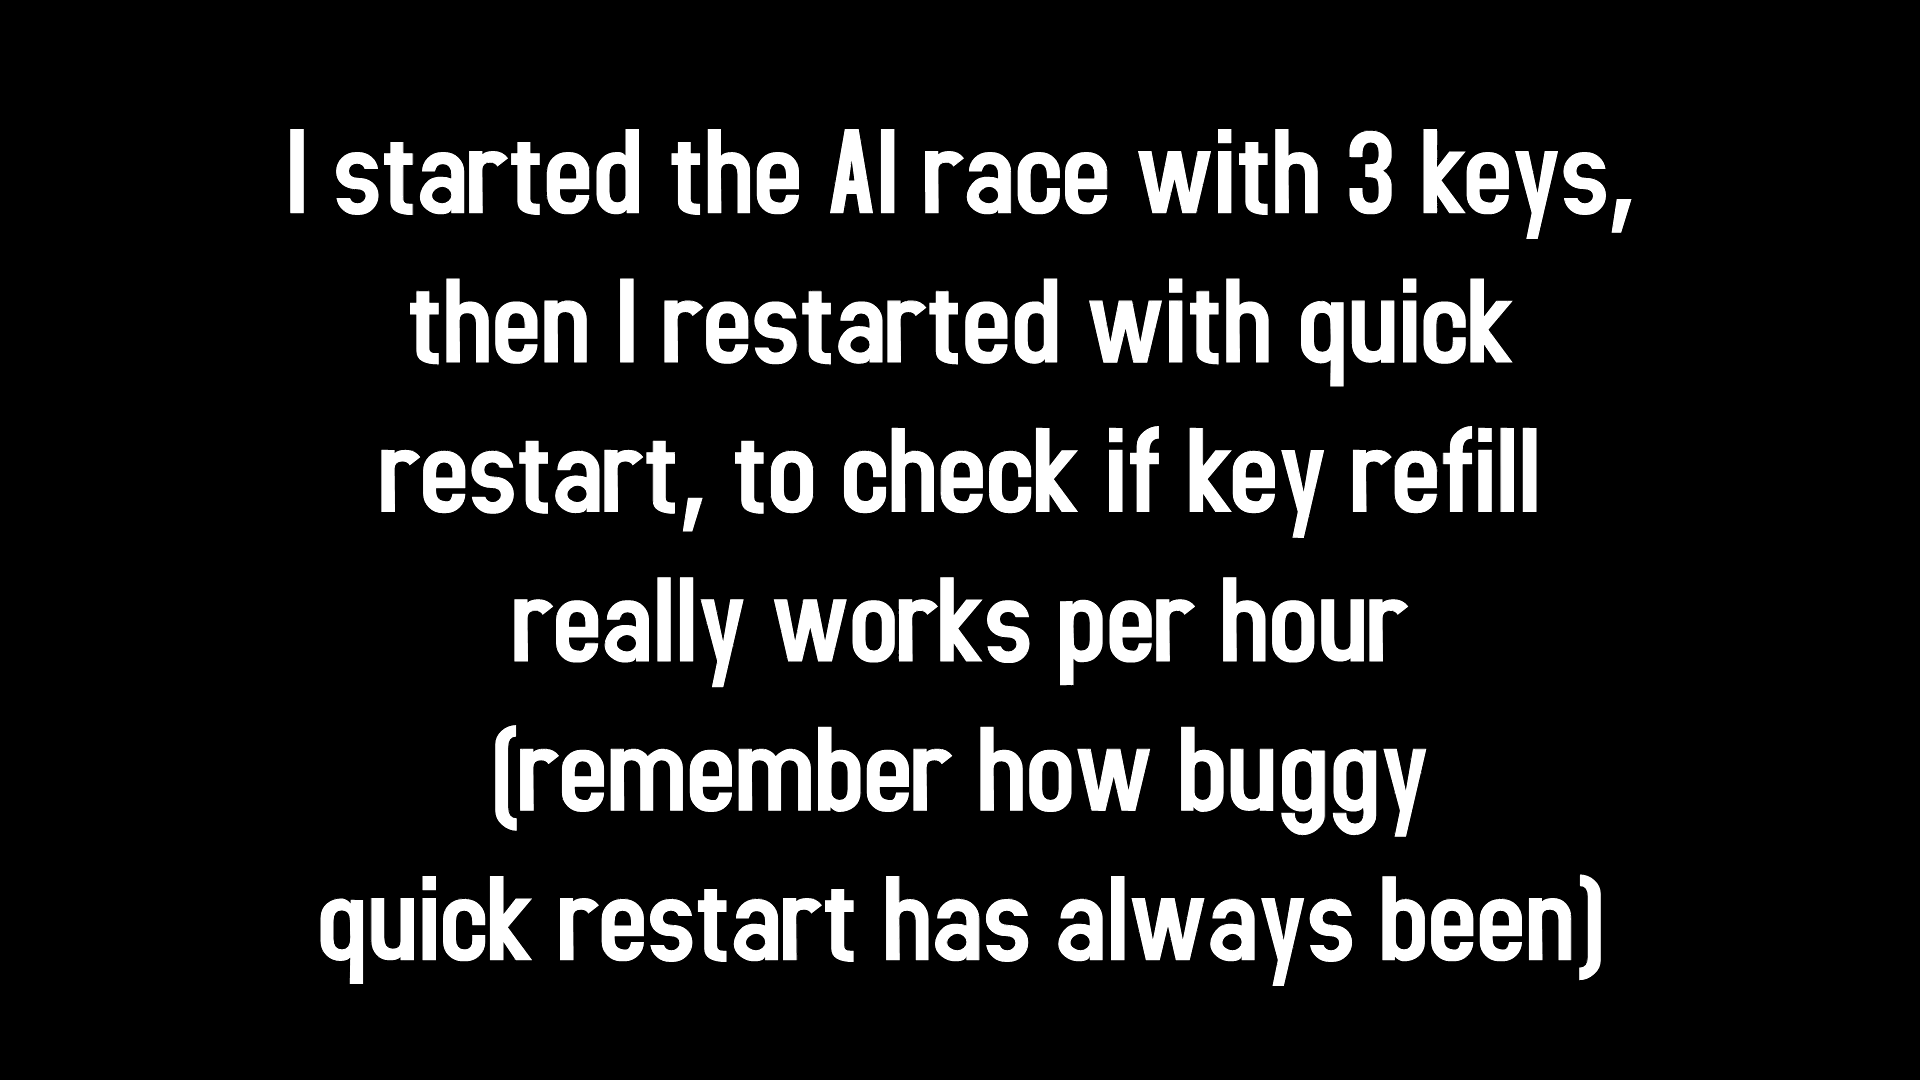 I started the AI race with 3 keys,
then I restarted with quick
restart, to check if key refill
really works per hour
(remember how buggy
quick restart has always been)